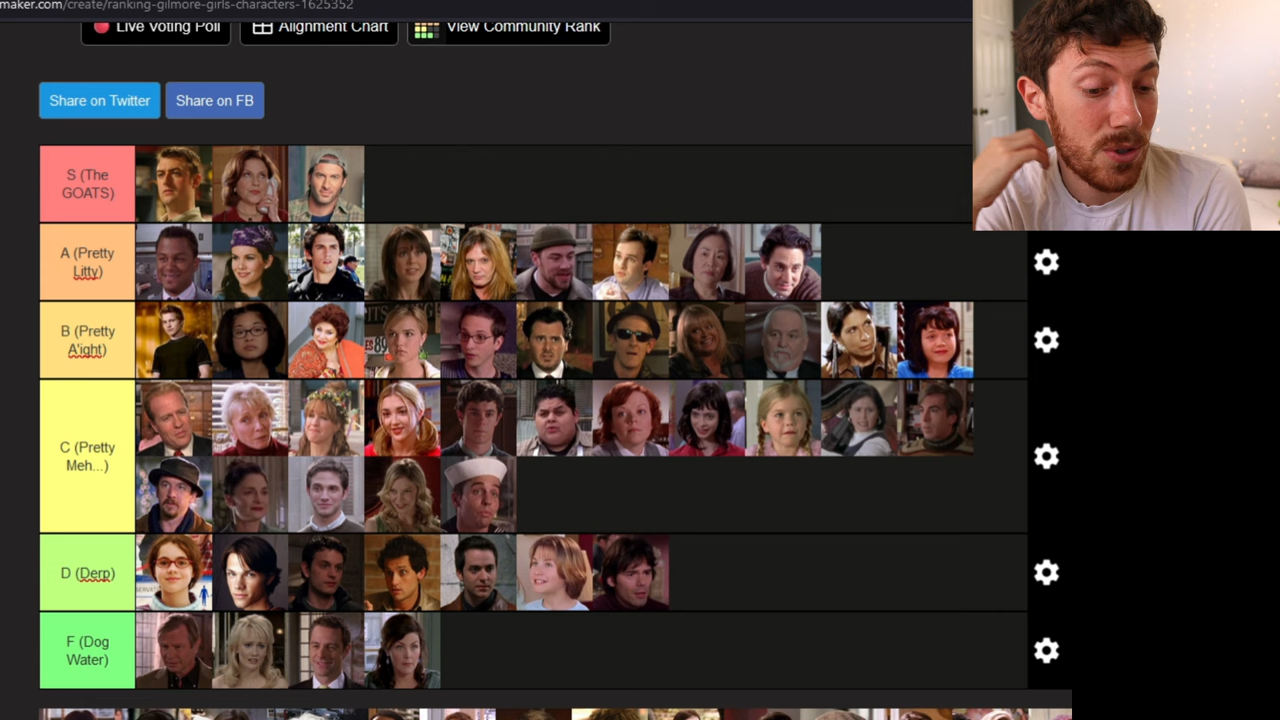 maker.com/create/ranking-gilmore-girls-characters-1625352
Live Voting Poll
Alignment Chart
View Community Rank
Share on Twitter
Share on FB
S (The
GOATS)
A (Pretty
Litty)
B (Pretty
A'ight)
C (Pretty
Meh...)
D (Derp)
F (Dog
Water)